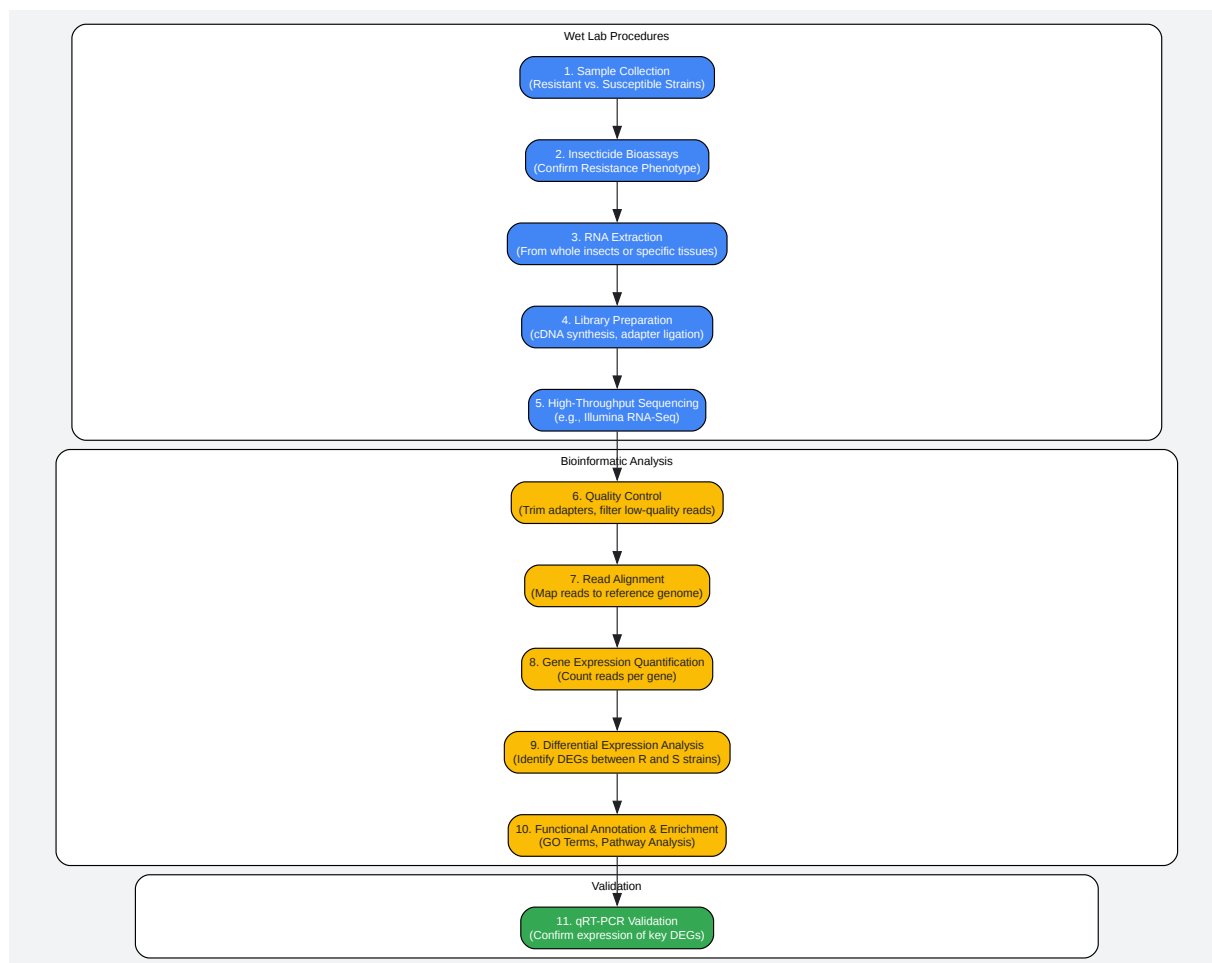 Wet Lab Procedures
1. Sample Collection
(Resistant vs. Susceptible Strains)
2. Insecticide Bioassays
(Confirm Resistance Phenotype)
3. RNA Extraction
(From whole insects or specific tissues)
4. Library Preparation
(cDNA synthesis, adapter ligation)
5. High-Throughput Sequencing
(e.g., Illumina RNA-Seq)
Bioinformatic Analysis
6. Quality Control
(Trim adapters, filter low-quality reads)
7. Read Alignment
(Map reads to reference genome)
8. Gene Expression Quantification
(Count reads per gene)
9. Differential Expression Analysis
(Identify DEGs between R and S strains)
10. Functional Annotation & Enrichment
(GO Terms, Pathway Analysis)
Validation
11. qRT-PCR Validation
(Confirm expression of key DEGs)